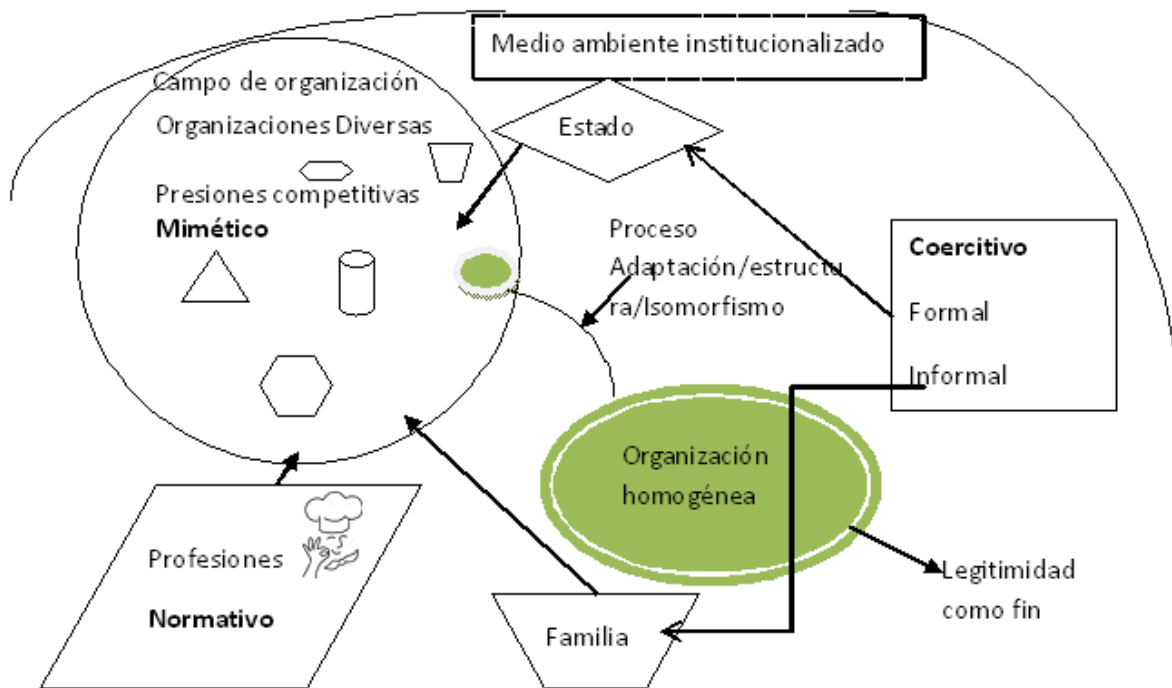 Medio ambiente institucionalizado
Campo de organización
Organizaciones Diversas
Estado
Presiones competitivas
Mimético
Proceso
Adaptación/estructu
ra/Isomorfismo
Coercitivo
Formal
Informal
Organización
homogénea
Profesiones
Normativo
Familia
Legitimidad
como fin